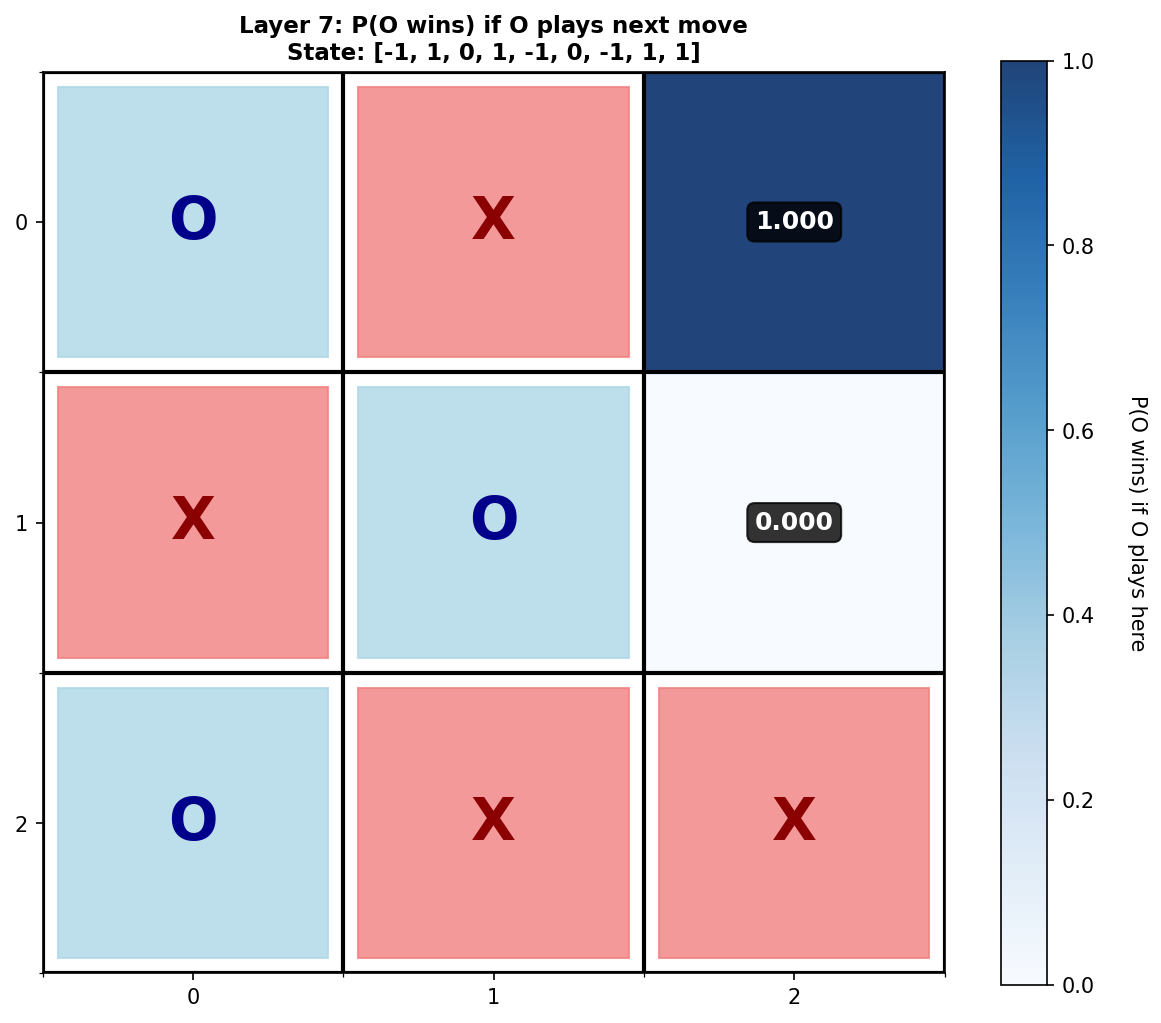 Layer 7: P(O wins) if O plays next move
State: [-1, 1, 0, 1, -1, 0, -1, 1, 1]
0
O
X
1.000
1
X
O
0.000
2
O
X
X
0
1
2
1.0
0.8
0.6
0.4
0.2
0.0
P(O wins) if O plays here